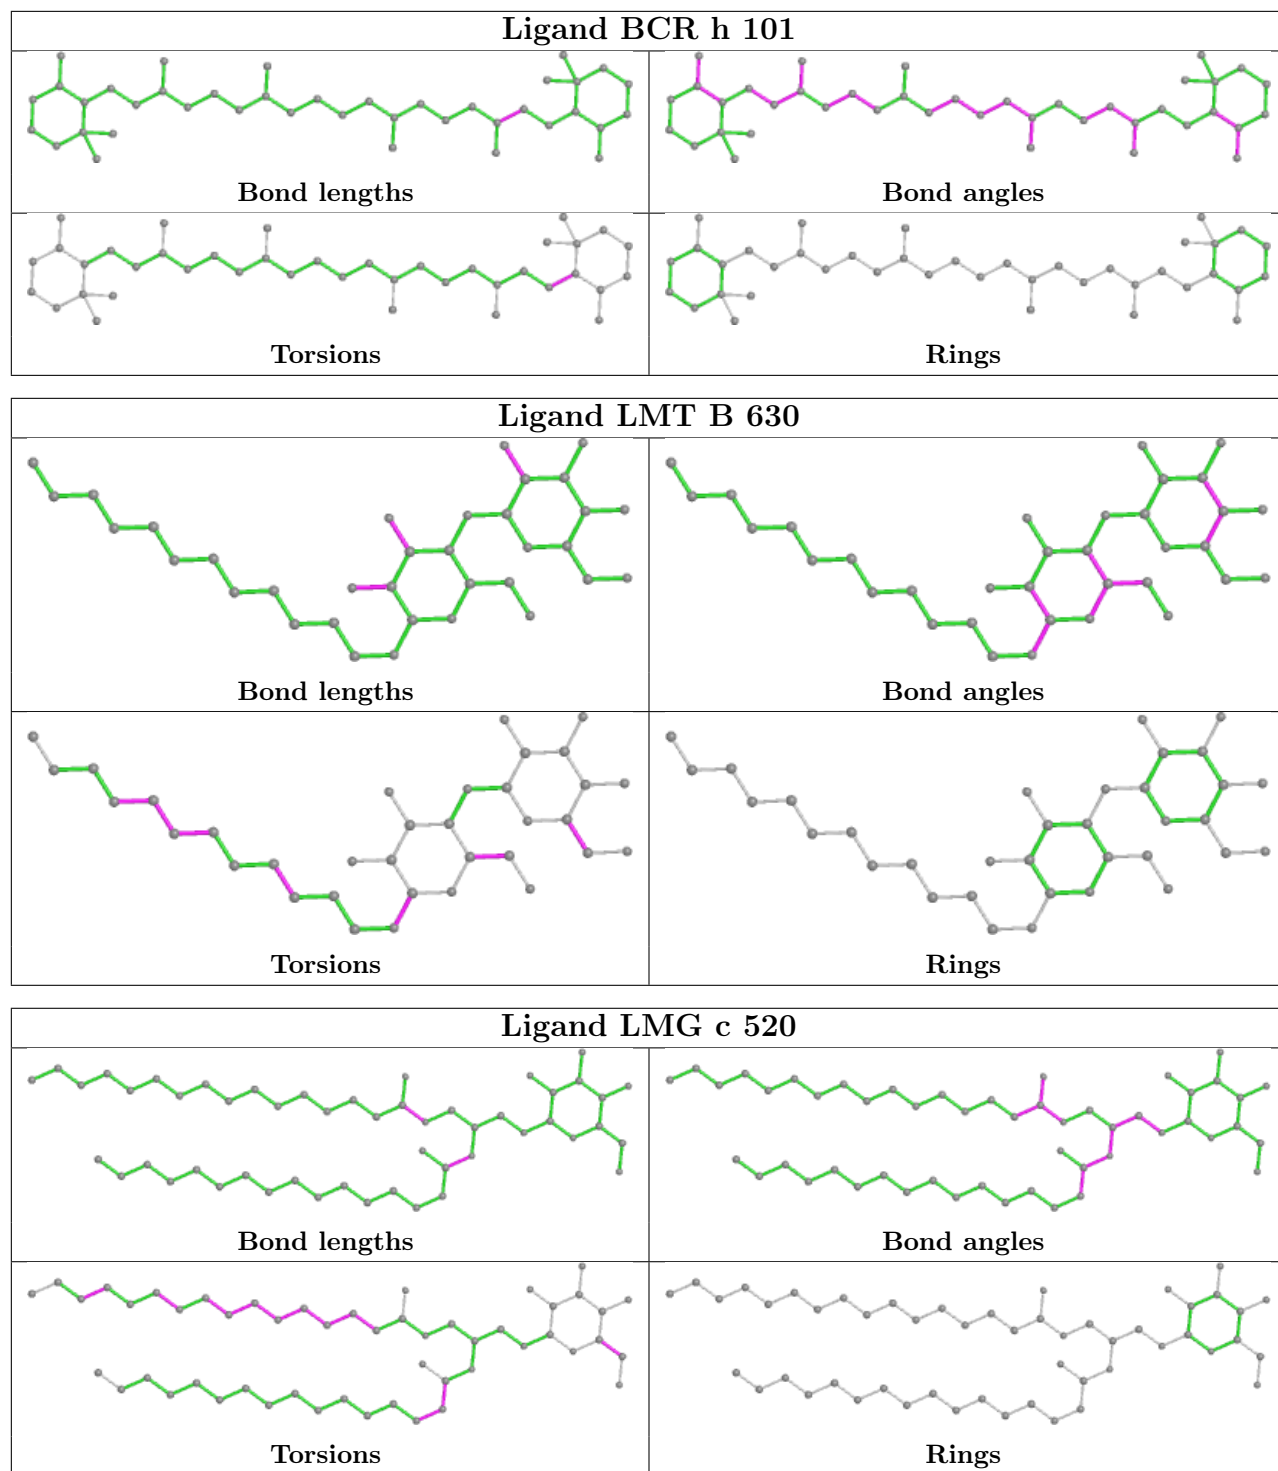 Ligand BCR h 101
Bond lengths
Bond angles
Torsions
Rings
Ligand LMT B 630
Bond lengths
Bond angles
Torsions
Rings
Ligand LMG c 520
Bond lengths
Bond angles
Torsions
Rings